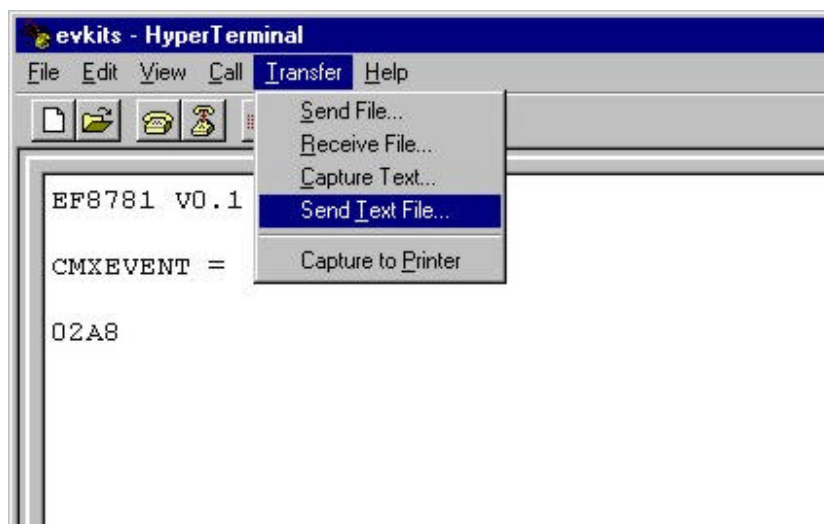 evkits - HyperTerminal
File Edit View Call Transfer Help
Send File...
Receive File...
Capture Text...
Send Text File...
Capture to Printer
EF8781 V0.1
CMXEVENT =
02A8